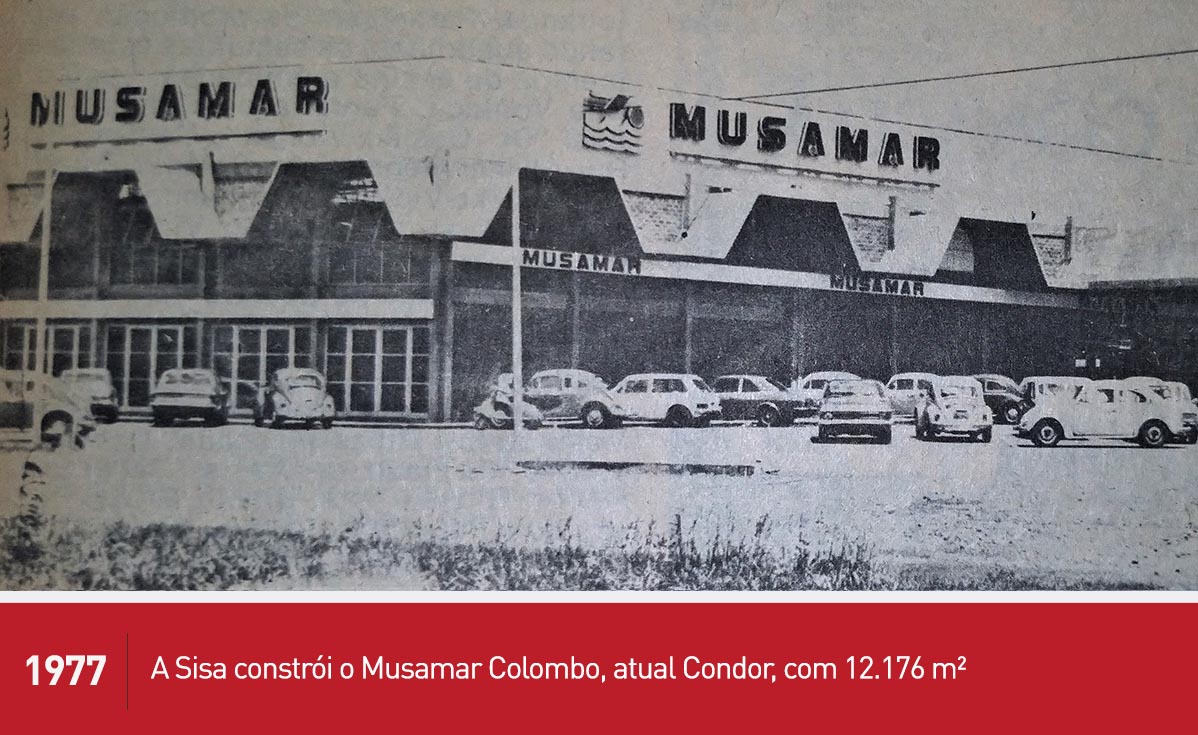 MUSAMAR
MUSAMAR
MUSAMAR
MUSAMAR
1977
A Sisa constrói o Musamar Colombo, atual Condor, com 12.176 m²